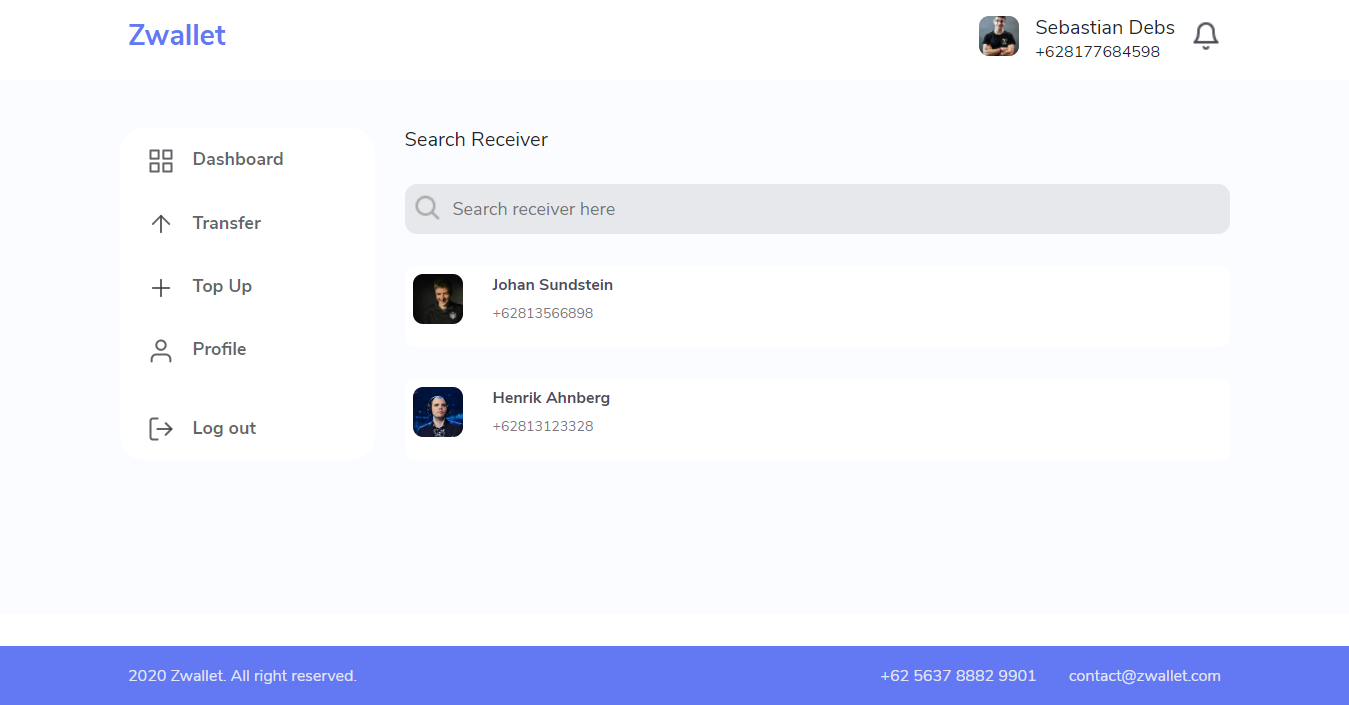 Zwallet
Sebastian Debs
+628177684598
Dashboard
Transfer
Top Up
Profile
Log out
Search Receiver
Search receiver here
Johan Sundstein
+62813566898
Henrik Ahnberg
+62813123328
2020 Zwallet. All right reserved.
+62 5637 8882 9901
contact@zwallet.com